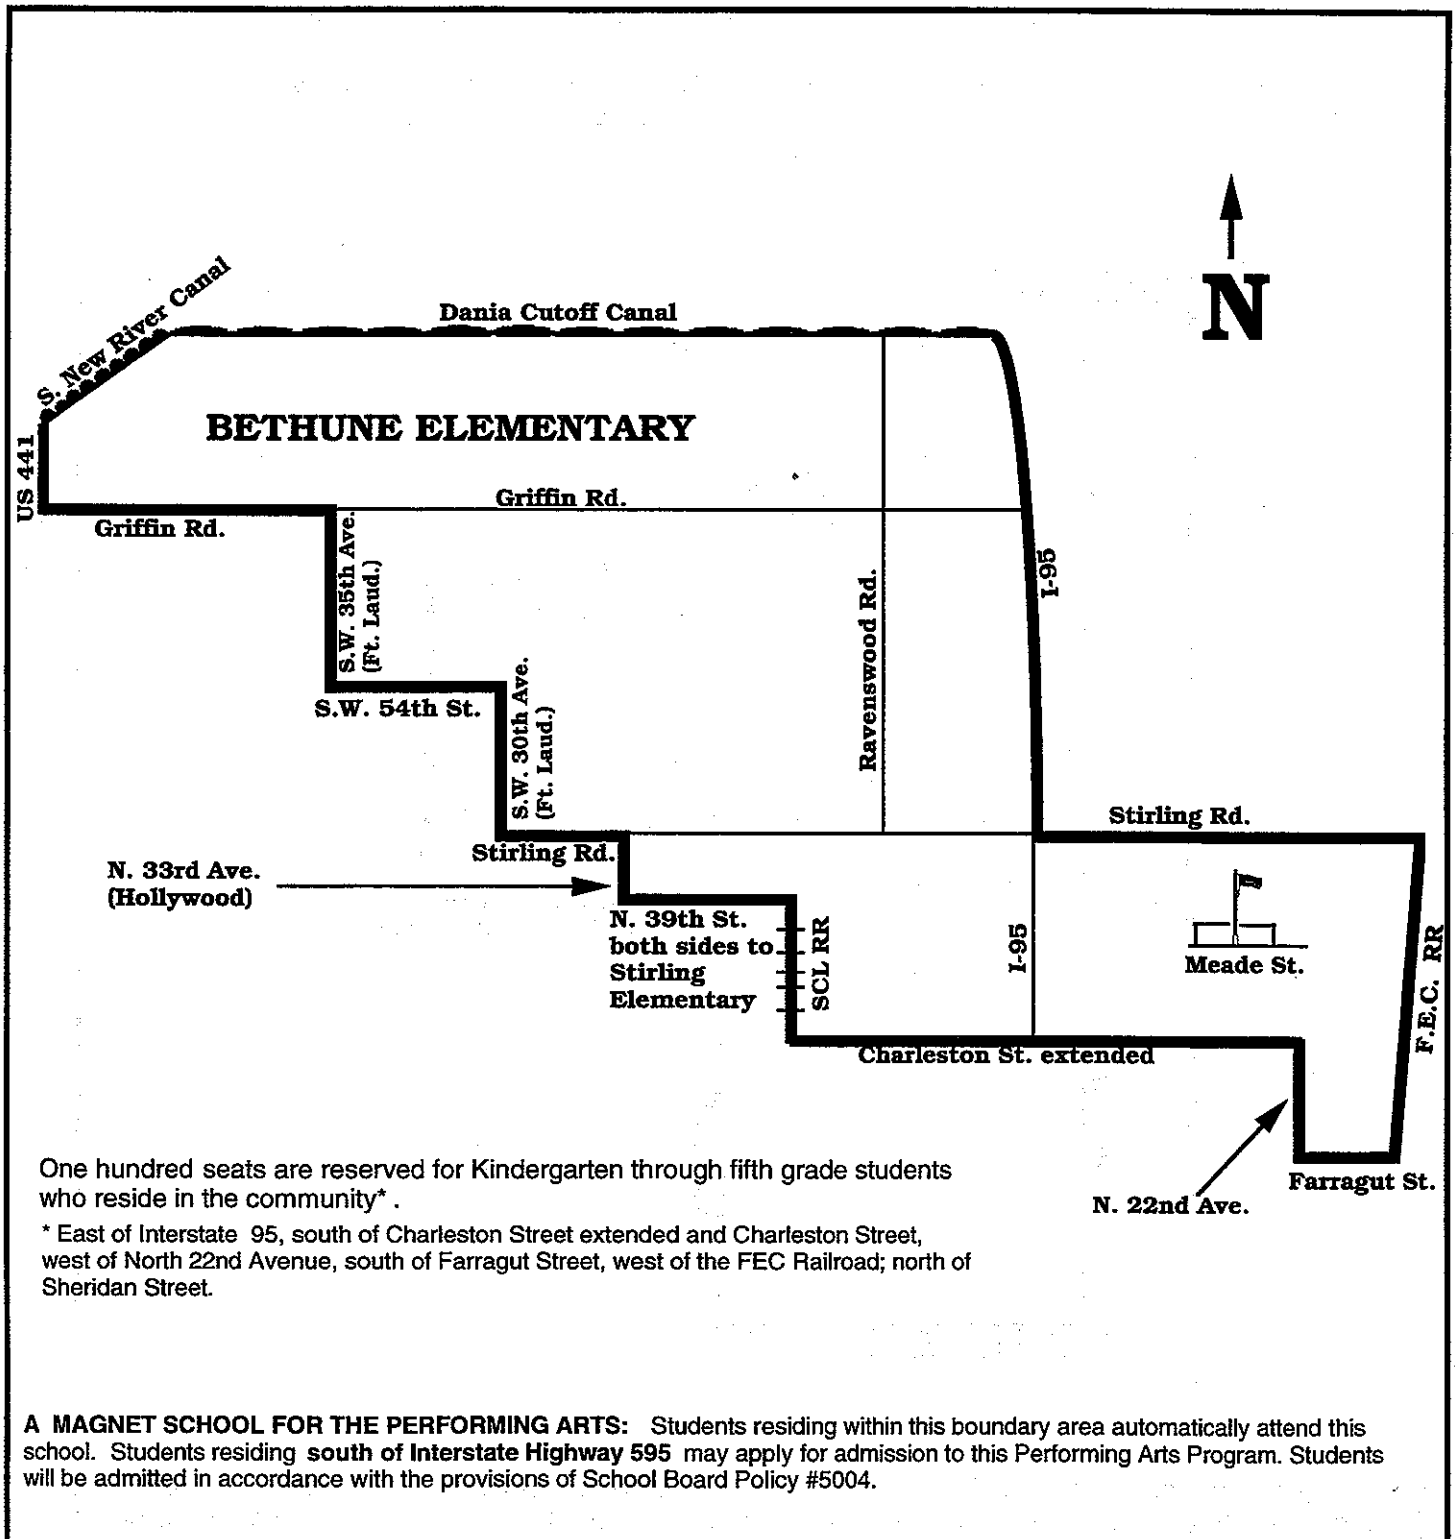 S. New River Canal
Dania Cutoff Canal
N
BETHUNE ELEMENTARY
US 441
Griffin Rd.
Griffin Rd.
S.W. 35th Ave.
(Ft. Laud.)
I-95
Ravenswood Rd.
S.W. 54th St.
S.W. 30th Ave.
(Ft. Laud.)
Stirling Rd.
Stirling Rd.
N. 33rd Ave.
(Hollywood)
N. 39th St.
both sides to
Stirling
Elementary
SCL RR
I-95
Meade St.
F.E.C. RR
Charleston St. extended
N. 22nd Ave.
Farragut St.
One hundred seats are reserved for Kindergarten through fifth grade students
who reside in the community* .
* East of Interstate 95, south of Charleston Street extended and Charleston Street,
west of North 22nd Avenue, south of Farragut Street, west of the FEC Railroad; north of
Sheridan Street.
A MAGNET SCHOOL FOR THE PERFORMING ARTS: Students residing within this boundary area automatically attend this
school. Students residing south of Interstate Highway 595 may apply for admission to this Performing Arts Program. Students
will be admitted in accordance with the provisions of School Board Policy #5004.